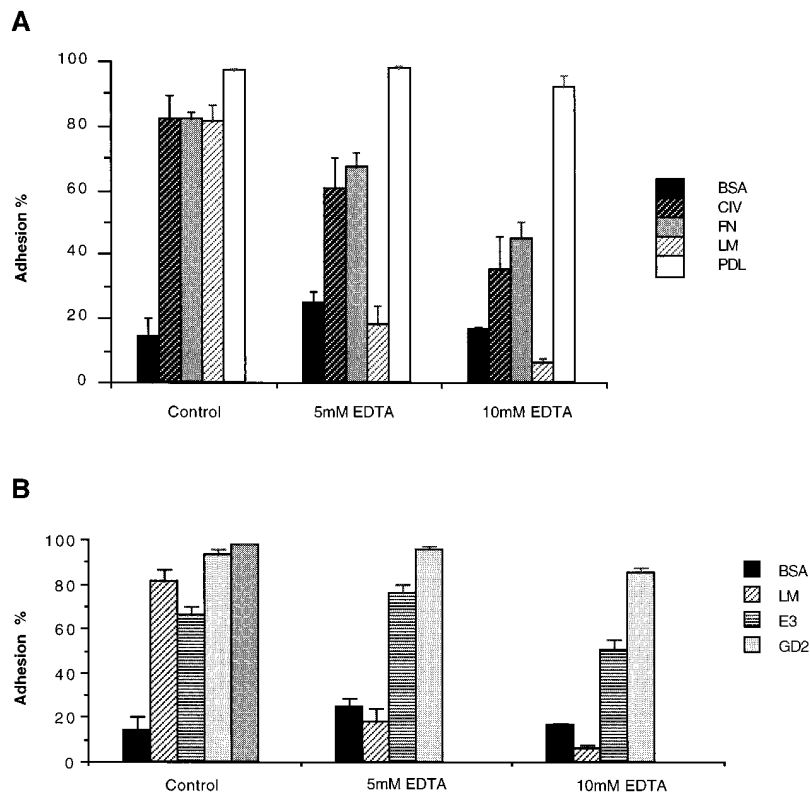 A
100
80
60
40
20
0
Adhesion %
Control
5mM EDTA
10mM EDTA
BSA
CIV
FN
LM
PDL
B
100
80
60
40
20
0
Adhesion %
Control
5mM EDTA
10mM EDTA
BSA
LM
E3
GD2